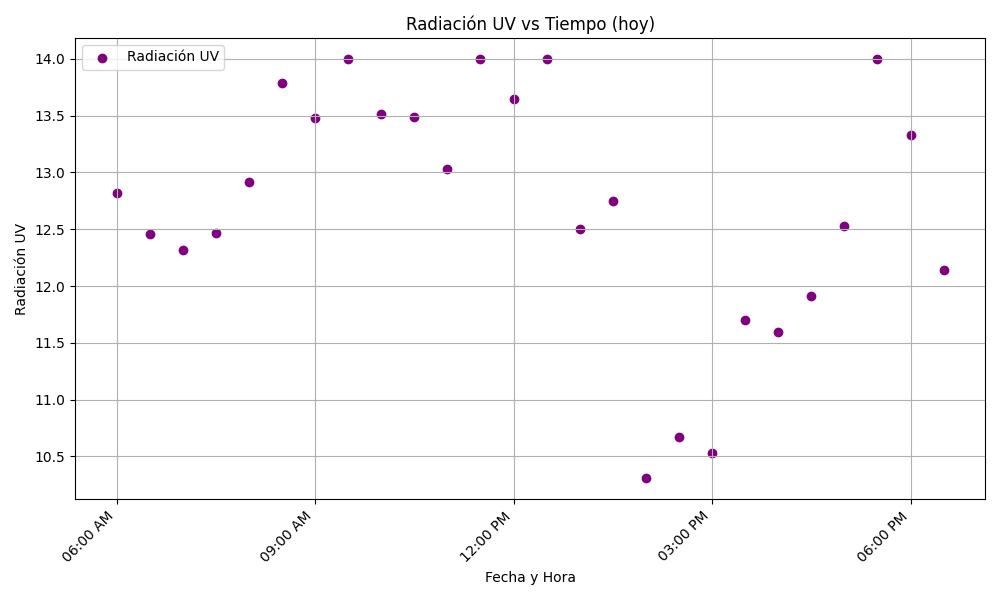 Radiación UV vs Tiempo (hoy)
Radiación UV
14.0
13.5
13.0
12.5
12.0
11.5
11.0
10.5
Radiación UV
06:00 AM
09:00 AM
12:00 PM
03:00 PM
06:00 PM
Fecha y Hora